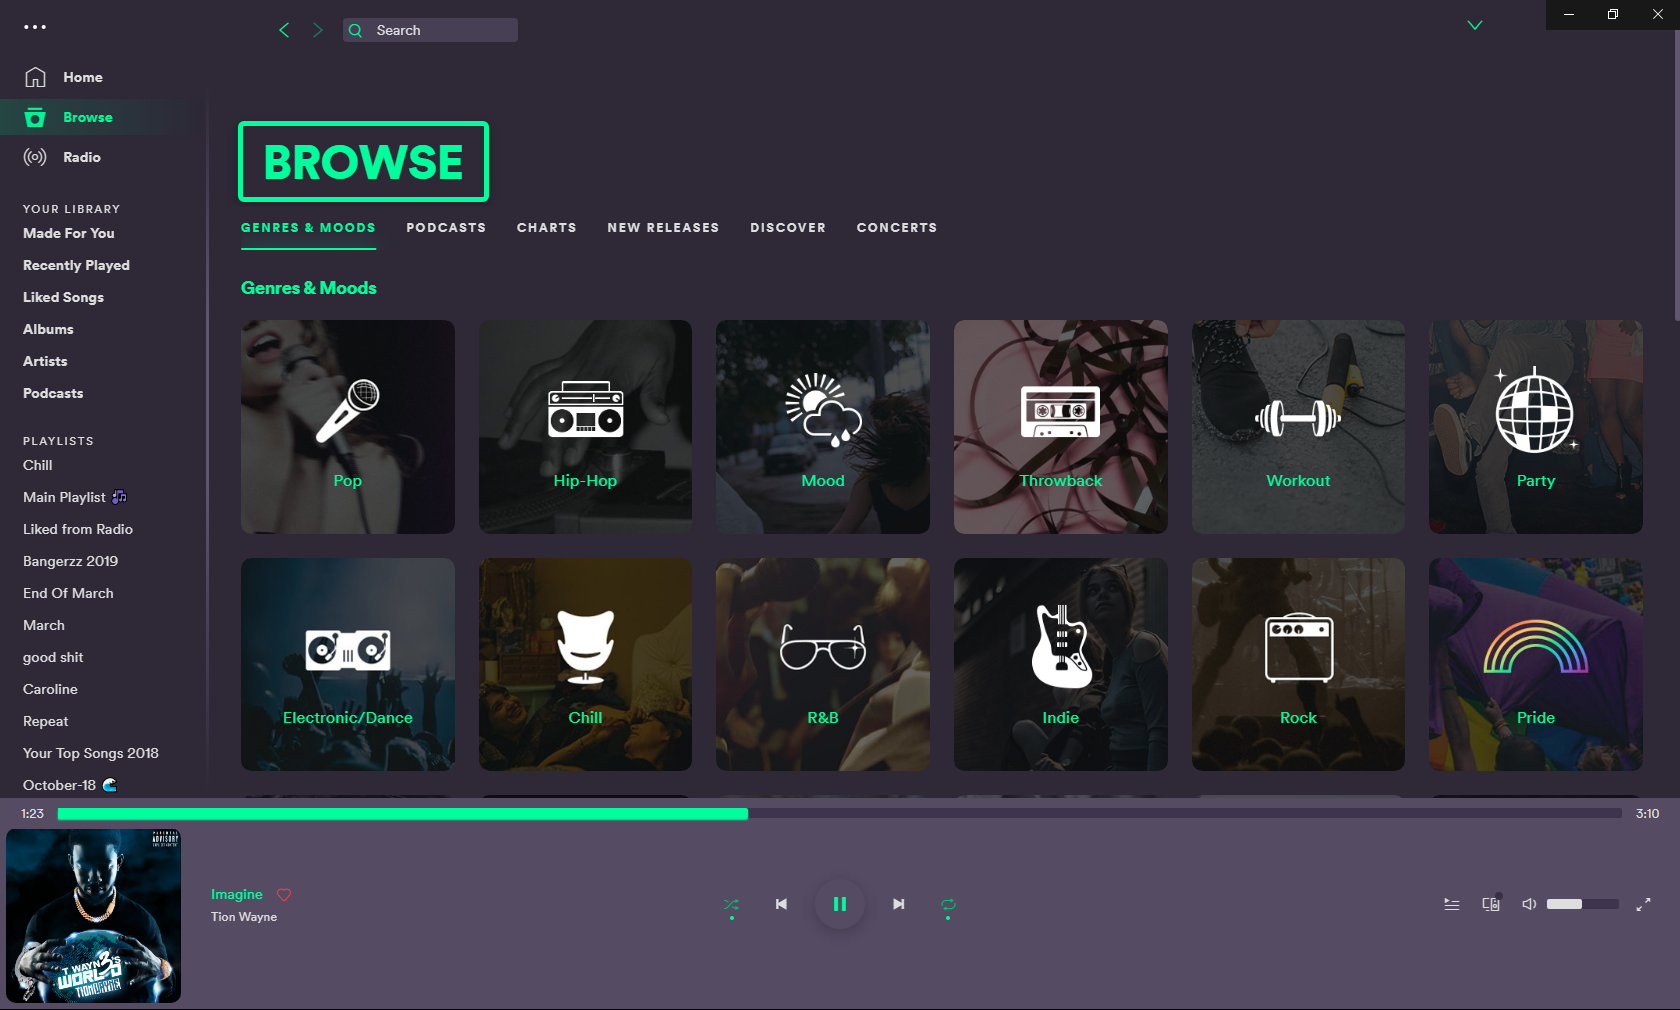 Search
Home
Browse
Radio
YOUR LIBRARY
Made For You
Recently Played
Liked Songs
Albums
Artists
Podcasts
PLAYLISTS
Chill
Main Playlist
Liked from Radio
Bangerzz 2019
End Of March
March
good shit
Caroline
Repeat
Your Top Songs 2018
October-18
BROWSE
GENRES & MOODS PODCASTS CHARTS NEW RELEASES DISCOVER CONCERTS
Genres & Moods
Pop Hip-Hop Mood Throwback Workout Party
Electronic/Dance Chill R&B Indie Rock Pride
1:23 3:10
PARENTAL
ADVISORY
EXPLICIT CONTENT
T WAYNE'S
WORLD 3
TION WAYNE
Imagine
Tion Wayne